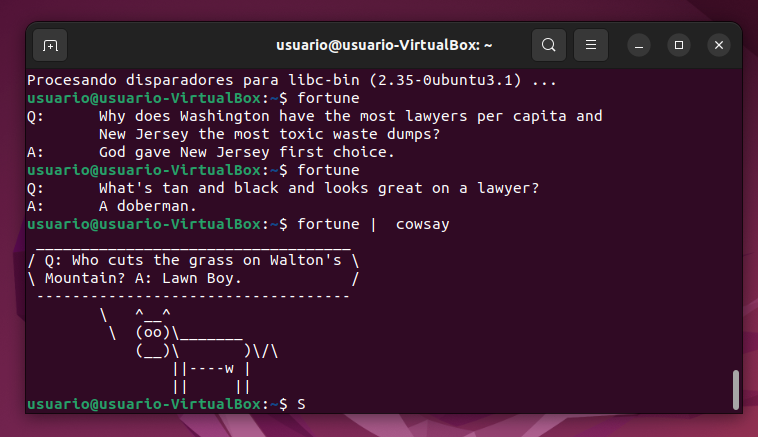 usuario@usuario-VirtualBox: ~
Procesando disparadores para libc-bin (2.35-0ubuntu3.1) ...
usuario@usuario-VirtualBox:~$ fortune
Q:      Why does Washington have the most lawyers per capita and
        New Jersey the most toxic waste dumps?
A:      God gave New Jersey first choice.
usuario@usuario-VirtualBox:~$ fortune
Q:      What's tan and black and looks great on a lawyer?
A:      A doberman.
usuario@usuario-VirtualBox:~$ fortune |  cowsay
 ___________________________________
/ Q: Who cuts the grass on Walton's \
\ Mountain? A: Lawn Boy.            /
 -----------------------------------
        \   ^__^
         \  (oo)\_______
            (__)\       )\/\
                ||----w |
                ||     ||
usuario@usuario-VirtualBox:~$ S